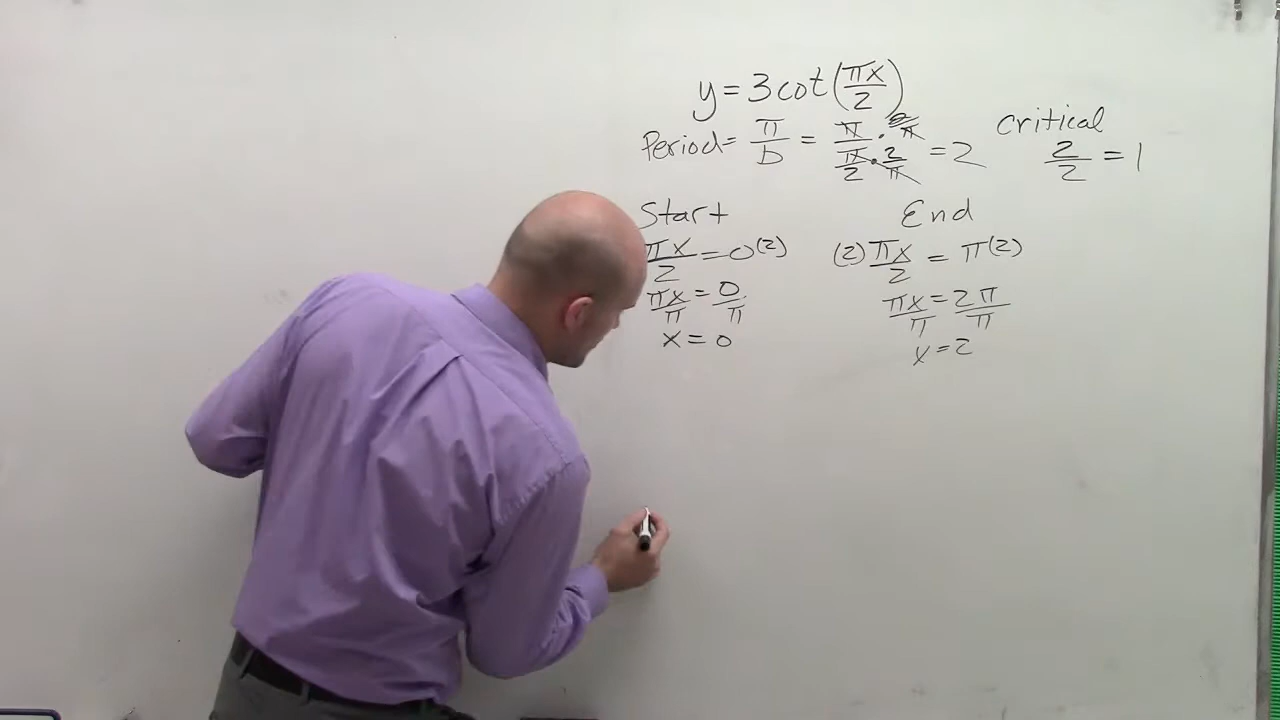 y = 3cot(πx/2)
Period = π/b = (π/(π/2)) · (2/π)/(2/π) = 2
critical
2/2 = 1
Start
πx/2 = 0(2)
πx/π = 0/π
x = 0
End
(2)πx/2 = π(2)
πx/π = 2π/π
x = 2